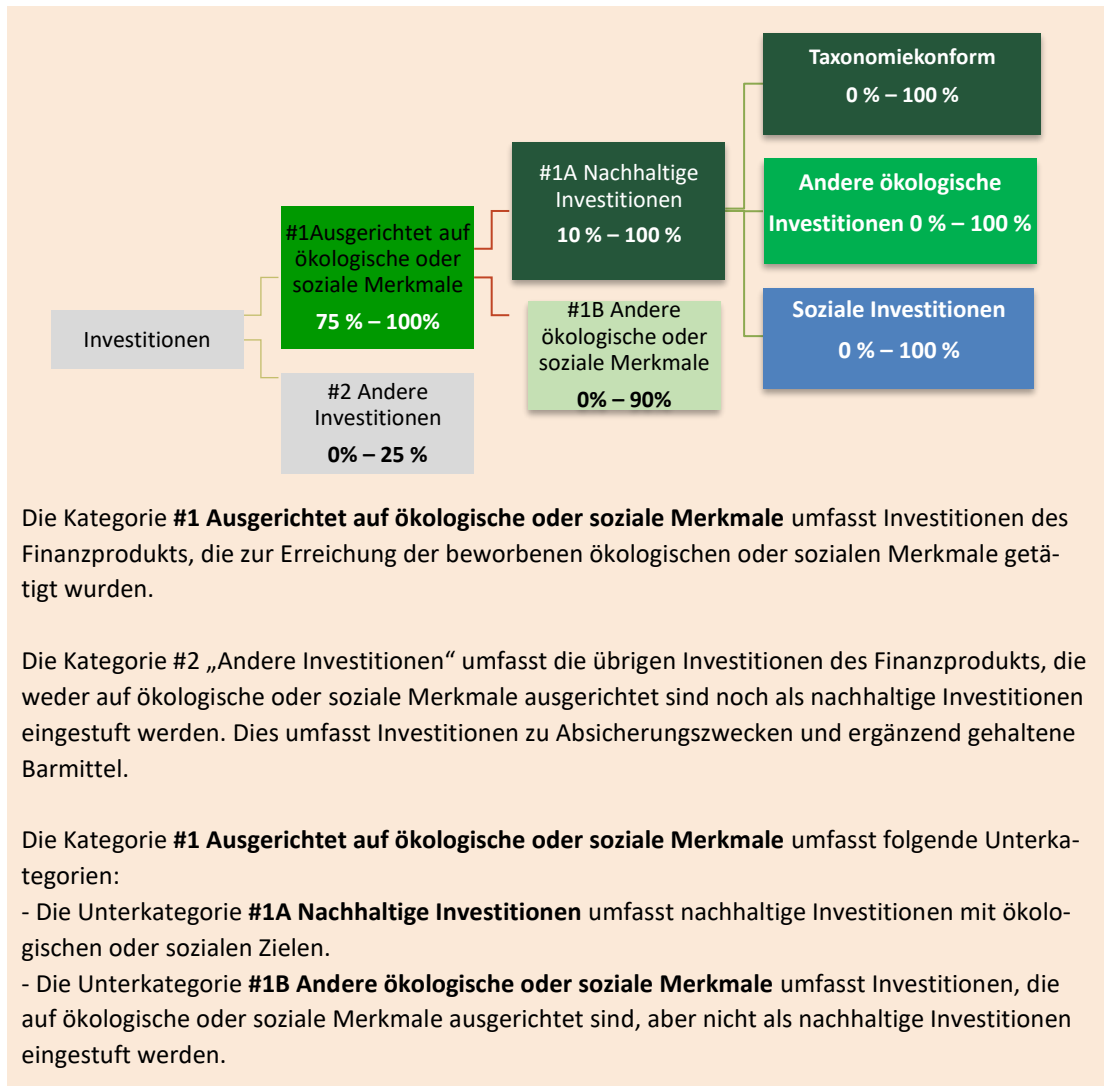 Investitionen
#1Ausgerichtet auf
ökologische oder
soziale Merkmale
75 % – 100%
#2 Andere
Investitionen
0% – 25 %
#1A Nachhaltige
Investitionen
10 % – 100 %
#1B Andere
ökologische oder
soziale Merkmale
0% – 90%
Taxonomiekonform
0 % – 100 %
Andere ökologische
Investitionen 0 % – 100 %
Soziale Investitionen
0 % – 100 %
Die Kategorie #1 Ausgerichtet auf ökologische oder soziale Merkmale umfasst Investitionen des
Finanzprodukts, die zur Erreichung der beworbenen ökologischen oder sozialen Merkmale getä-
tigt wurden.
Die Kategorie #2 „Andere Investitionen“ umfasst die übrigen Investitionen des Finanzprodukts, die
weder auf ökologische oder soziale Merkmale ausgerichtet sind noch als nachhaltige Investitionen
eingestuft werden. Dies umfasst Investitionen zu Absicherungszwecken und ergänzend gehaltene
Barmittel.
Die Kategorie #1 Ausgerichtet auf ökologische oder soziale Merkmale umfasst folgende Unterka-
tegorien:
- Die Unterkategorie #1A Nachhaltige Investitionen umfasst nachhaltige Investitionen mit ökolo-
gischen oder sozialen Zielen.
- Die Unterkategorie #1B Andere ökologische oder soziale Merkmale umfasst Investitionen, die
auf ökologische oder soziale Merkmale ausgerichtet sind, aber nicht als nachhaltige Investitionen
eingestuft werden.